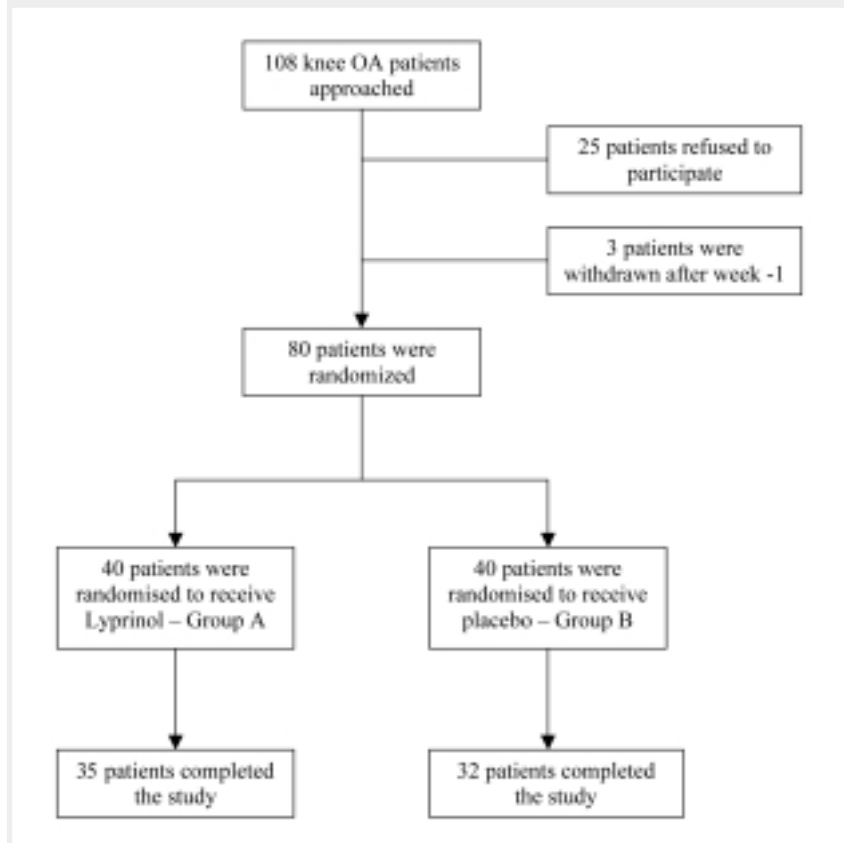 108 knee OA patients
approached
25 patients refused to
participate
3 patients were
withdrawn after week -1
80 patients were
randomized
40 patients were
randomised to receive
Lyprinol – Group A
40 patients were
randomised to receive
placebo – Group B
35 patients completed
the study
32 patients completed
the study